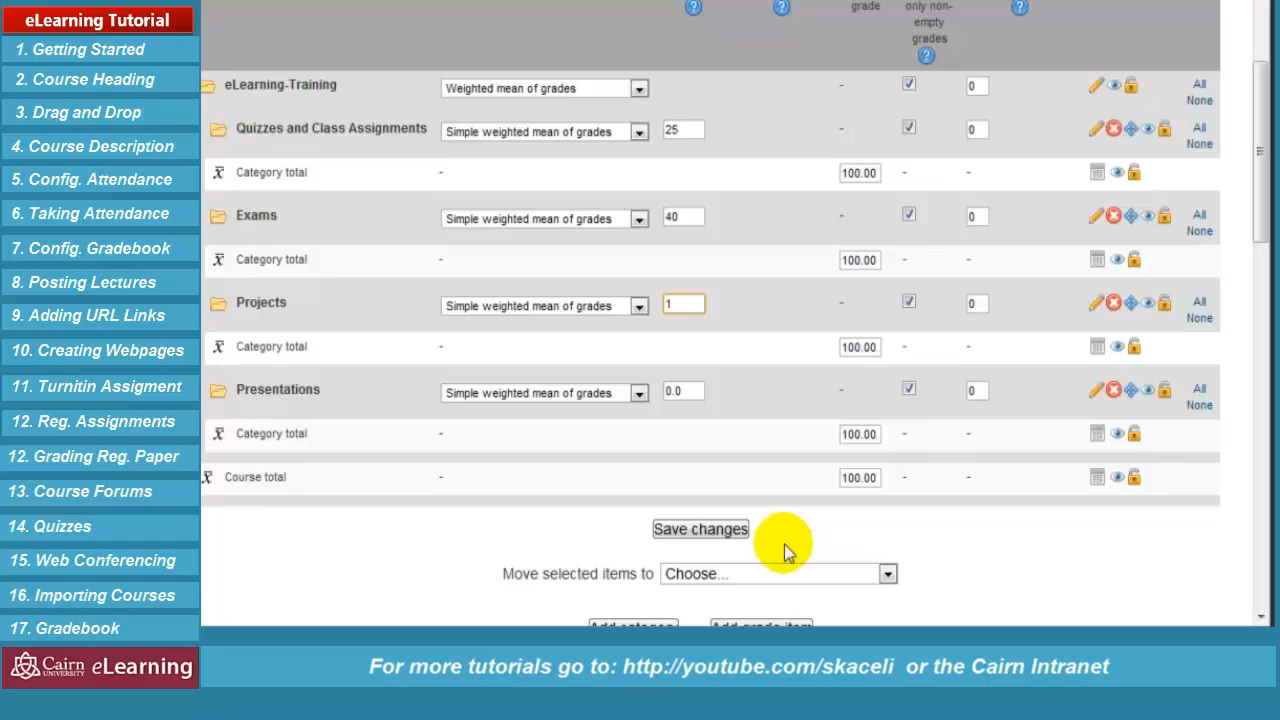 eLearning Tutorial
1. Getting Started
2. Course Heading
3. Drag and Drop
4. Course Description
5. Config. Attendance
6. Taking Attendance
7. Config. Gradebook
8. Posting Lectures
9. Adding URL Links
10. Creating Webpages
11. Turnitin Assigment
12. Reg. Assignments
12. Grading Reg. Paper
13. Course Forums
14. Quizzes
15. Web Conferencing
16. Importing Courses
17. Gradebook
Cairn UNIVERSITY eLearning
grade
only non-
empty
grades
eLearning-Training Weighted mean of grades - 0 All
None
Quizzes and Class Assignments Simple weighted mean of grades 25 - 0 All
None
x̄ Category total - 100.00 - -
Exams Simple weighted mean of grades 40 - 0 All
None
x̄ Category total - 100.00 - -
Projects Simple weighted mean of grades 1 - 0 All
None
x̄ Category total - 100.00 - -
Presentations Simple weighted mean of grades 0.0 - 0 All
None
x̄ Category total - 100.00 - -
x̄ Course total - 100.00 - -
Save changes
Move selected items to Choose...
Add category Add grade item
For more tutorials go to: http://youtube.com/skaceli or the Cairn Intranet